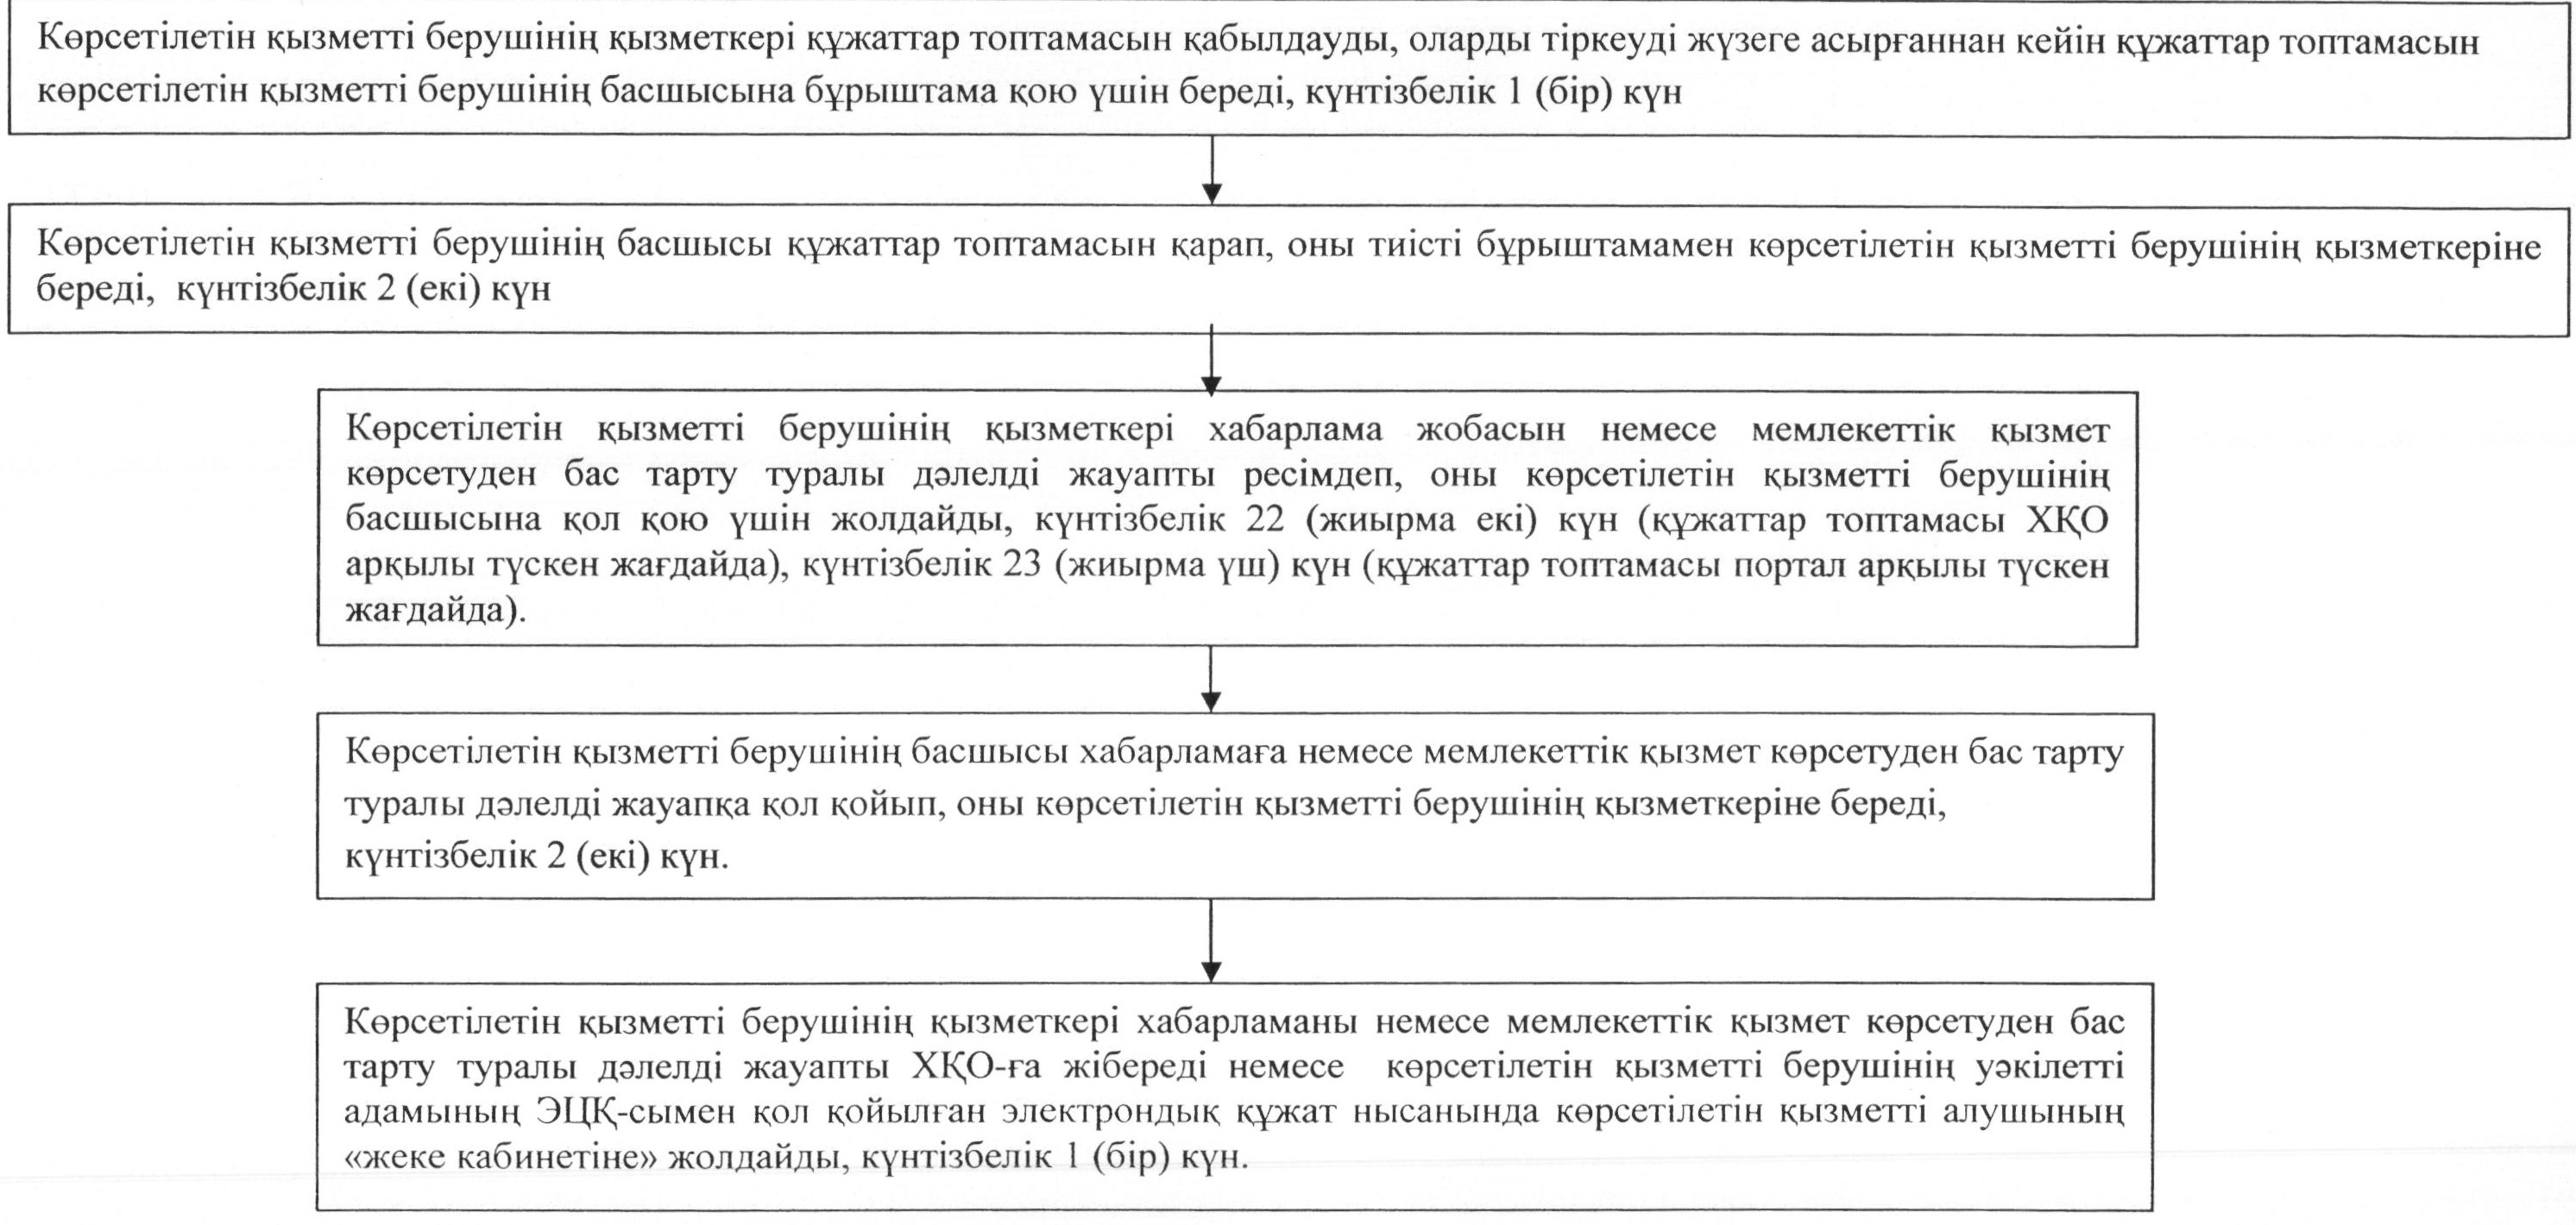 Көрсетілетін қызметті берушінің қызметкері құжаттар топтамасын қабылдауды, оларды тіркеуді жүзеге асырғаннан кейін құжаттар топтамасын
көрсетілетін қызметті берушінің басшысына бұрыштама қою үшін береді, күнтізбелік 1 (бір) күн
Көрсетілетін қызметті берушінің басшысы құжаттар топтамасын қарап, оны тиісті бұрыштамамен көрсетілетін қызметті берушінің қызметкеріне
береді, күнтізбелік 2 (екі) күн
Көрсетілетін қызметті берушінің қызметкері хабарлама жобасын немесе мемлекеттік қызмет
көрсетуден бас тарту туралы дәлелді жауапты ресімдеп, оны көрсетілетін қызметті берушінің
басшысына қол қою үшін жолдайды, күнтізбелік 22 (жиырма екі) күн (құжаттар топтамасы ХҚО
арқылы түскен жағдайда), күнтізбелік 23 (жиырма үш) күн (құжаттар топтамасы портал арқылы түскен
жағдайда).
Көрсетілетін қызметті берушінің басшысы хабарламаға немесе мемлекеттік қызмет көрсетуден бас тарту
туралы дәлелді жауапқа қол қойып, оны көрсетілетін қызметті берушінің қызметкеріне береді,
күнтізбелік 2 (екі) күн.
Көрсетілетін қызметті берушінің қызметкері хабарламаны немесе мемлекеттік қызмет көрсетуден бас
тарту туралы дәлелді жауапты ХҚО-ға жібереді немесе көрсетілетін қызметті берушінің уәкілетті
адамының ЭЦҚ-сымен қол қойылған электрондық құжат нысанында көрсетілетін қызметті алушының
«жеке кабинетіне» жолдайды, күнтізбелік 1 (бір) күн.